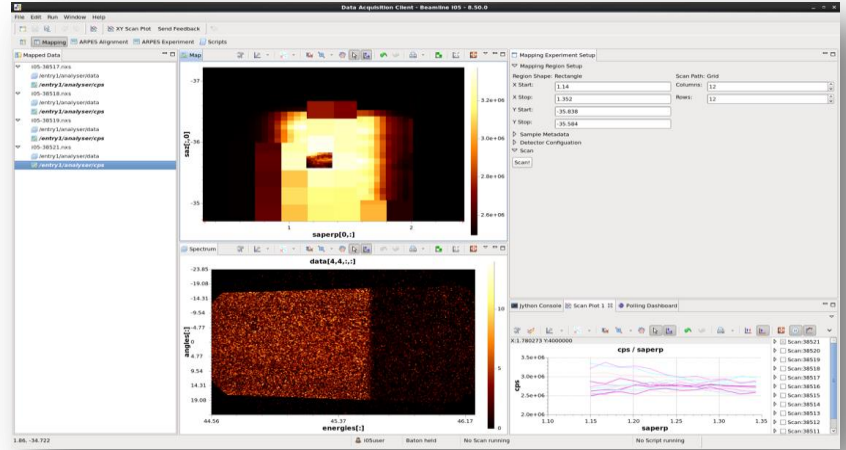 Data Acquisition Client - Beamline I05 - 8.50.0
File Edit Run Window Help
XY Scan Plot Send Feedback
Mapping ARPES Alignment ARPES Experiment Scripts
Mapped Data
i05-38517.nxs
/entry1/analyser/data
/entry1/analyser/cps
i05-38518.nxs
/entry1/analyser/data
/entry1/analyser/cps
i05-38519.nxs
/entry1/analyser/data
/entry1/analyser/cps
i05-38521.nxs
/entry1/analyser/data
/entry1/analyser/cps
Map
-37
-36
-35
saz[:,0]
1
2
saperp[0,:]
3.2e+06
3.0e+06
2.8e+06
2.6e+06
Spectrum
data[4,4,:,:]
-23.85
-19.08
-14.31
-9.54
-4.77
0
4.77
9.54
14.31
19.08
angles[:]
44.56
45.37
46.17
energies[:]
10
5
0
Mapping Experiment Setup
Mapping Region Setup
Region Shape: Rectangle
Scan Path: Grid
X Start: 1.14
Columns: 12
X Stop: 1.352
Rows: 12
Y Start: -35.838
Y Stop: -35.584
Sample Metadata
Detector Configuration
Scan
Scan!
Jython Console Scan Plot 1 Polling Dashboard
X:1.780273 Y:4000000
cps / saperp
3.5e+06
3.0e+06
2.5e+06
2.0e+06
cps
1.10 1.15 1.20 1.25 1.30 1.35
saperp
Scan:38521
Scan:38520
Scan:38519
Scan:38518
Scan:38517
Scan:38516
Scan:38515
Scan:38514
Scan:38513
Scan:38512
Scan:38511
1.86, -34.722
i05user
Baton held
No Scan running
No Script running